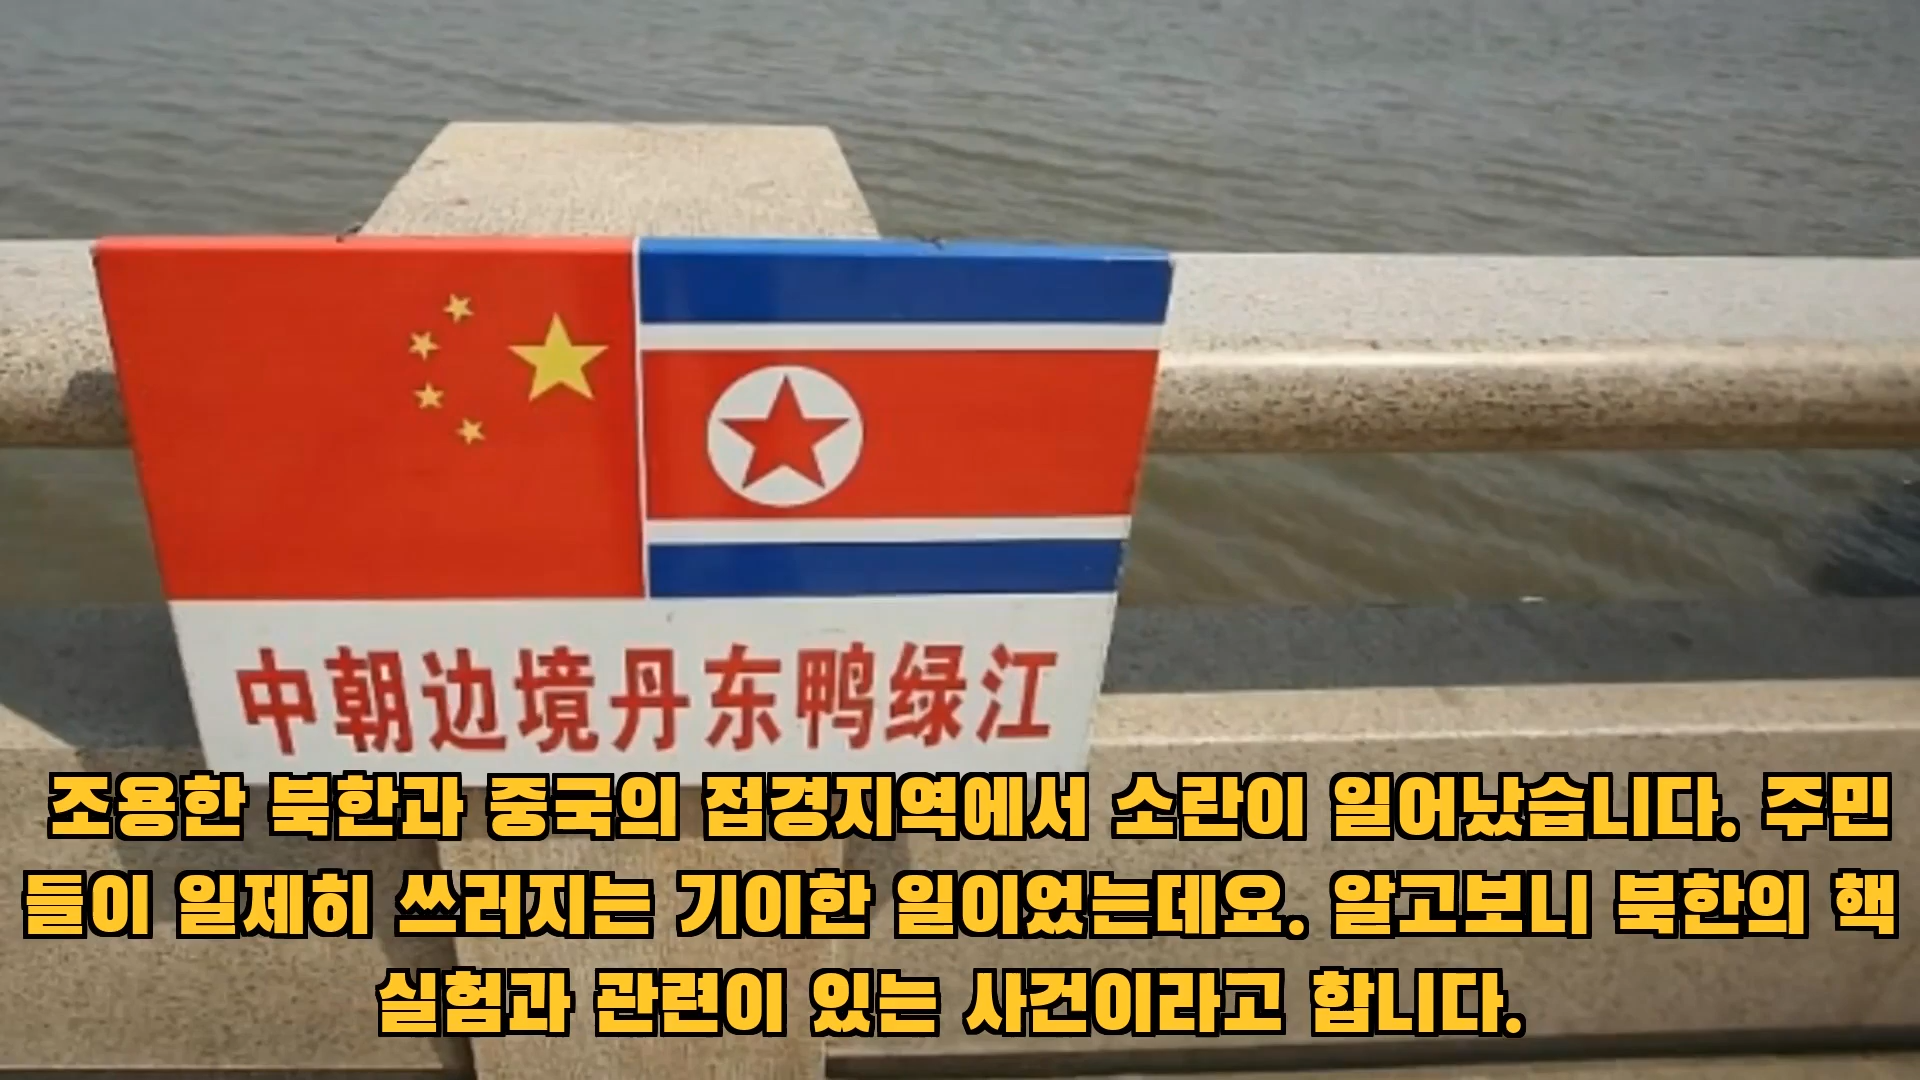 中朝边境丹东鸭绿江
조용한 북한과 중국의 접경지역에서 소란이 일어났습니다. 주민
들이 일제히 쓰러지는 기이한 일이었는데요. 알고보니 북한의 핵
실험과 관련이 있는 사건이라고 합니다.